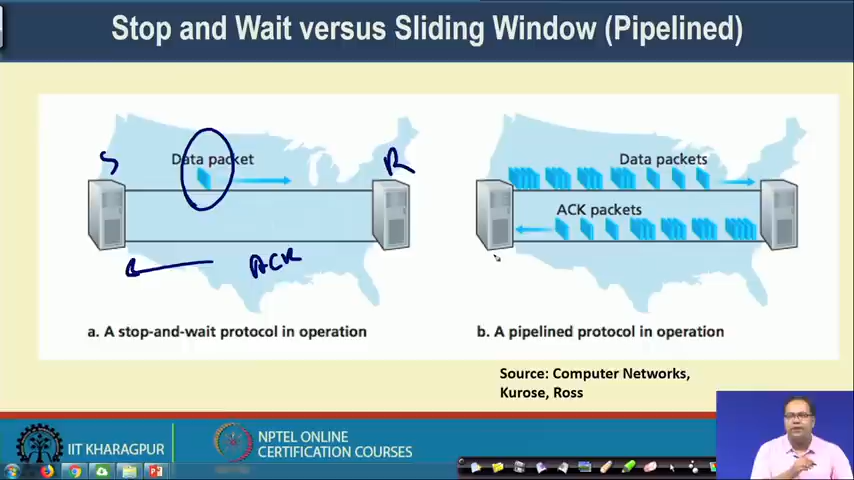 Stop and Wait versus Sliding Window (Pipelined)
S
Data packet
R
ACK
a. A stop-and-wait protocol in operation
Data packets
ACK packets
b. A pipelined protocol in operation
Source: Computer Networks,
Kurose, Ross
IIT KHARAGPUR
NPTEL ONLINE
CERTIFICATION COURSES